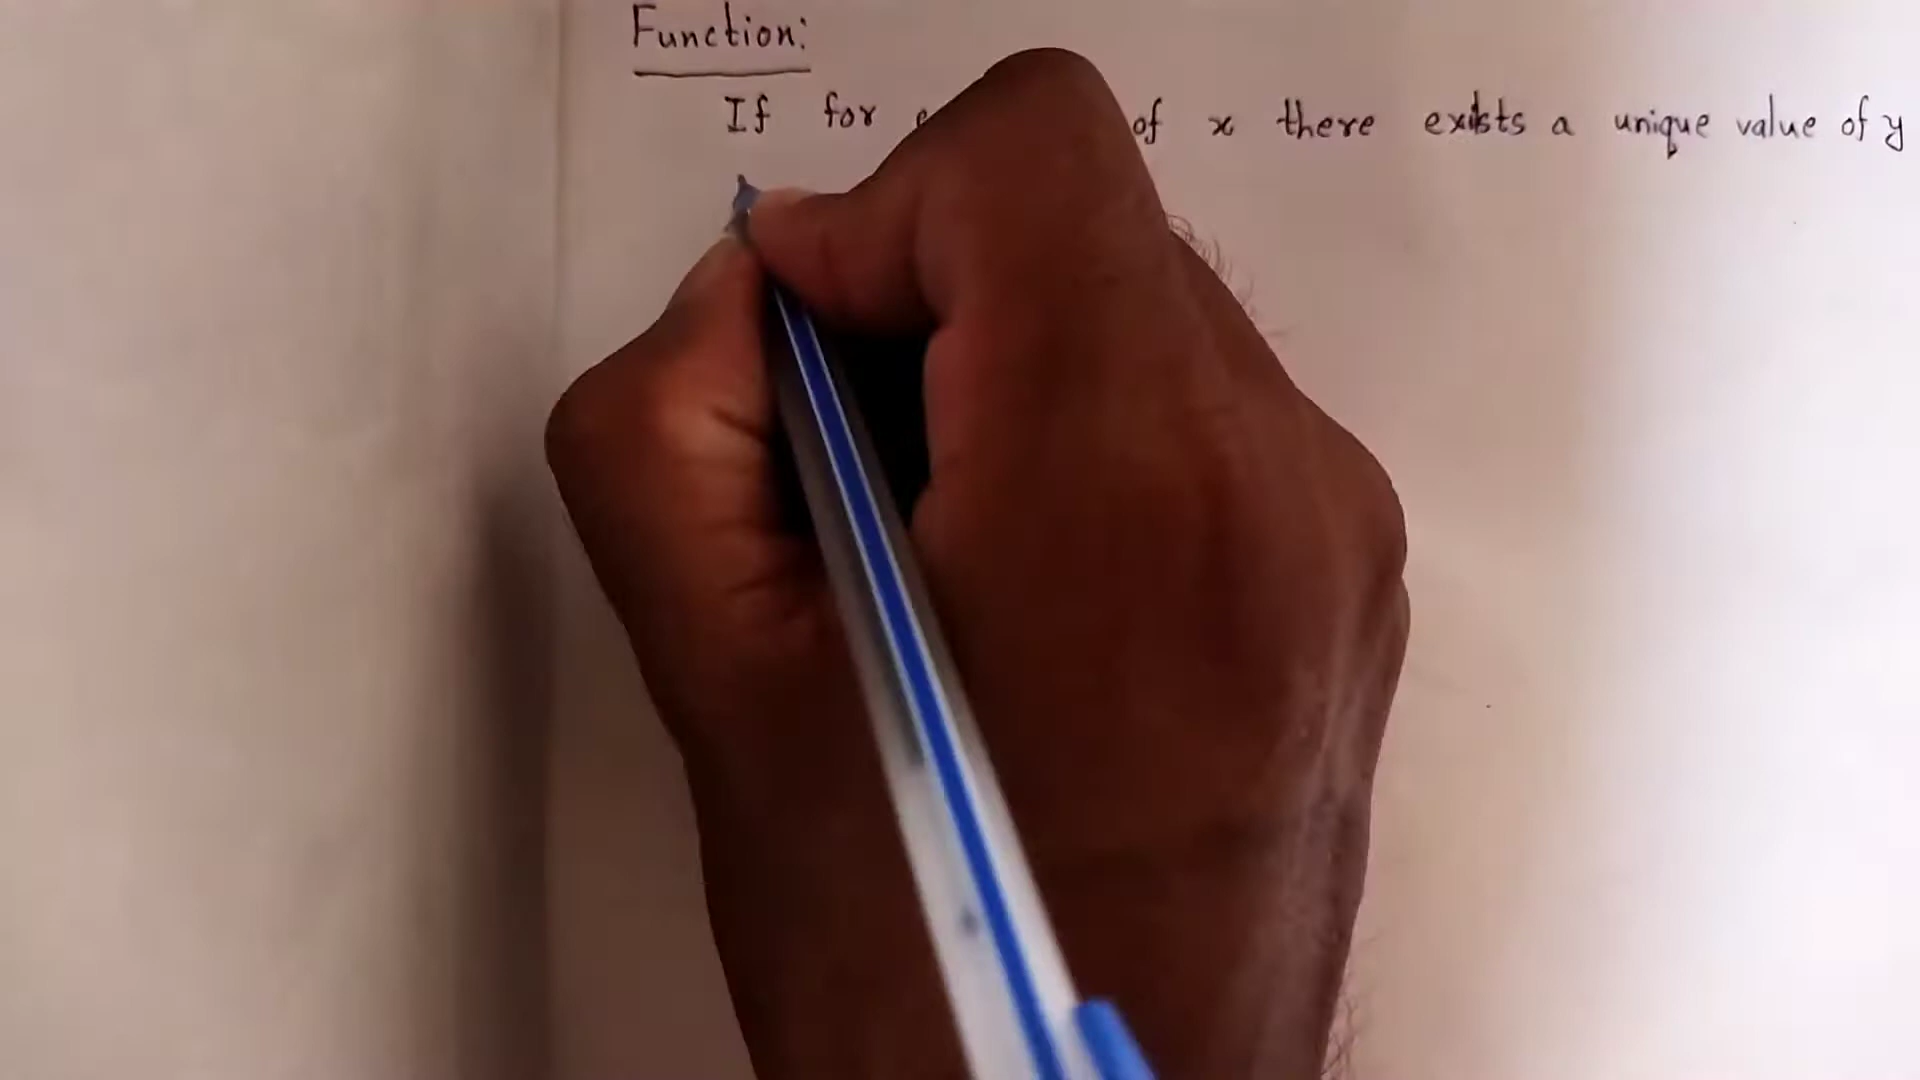 Function:
If for of x there exists a unique value of y